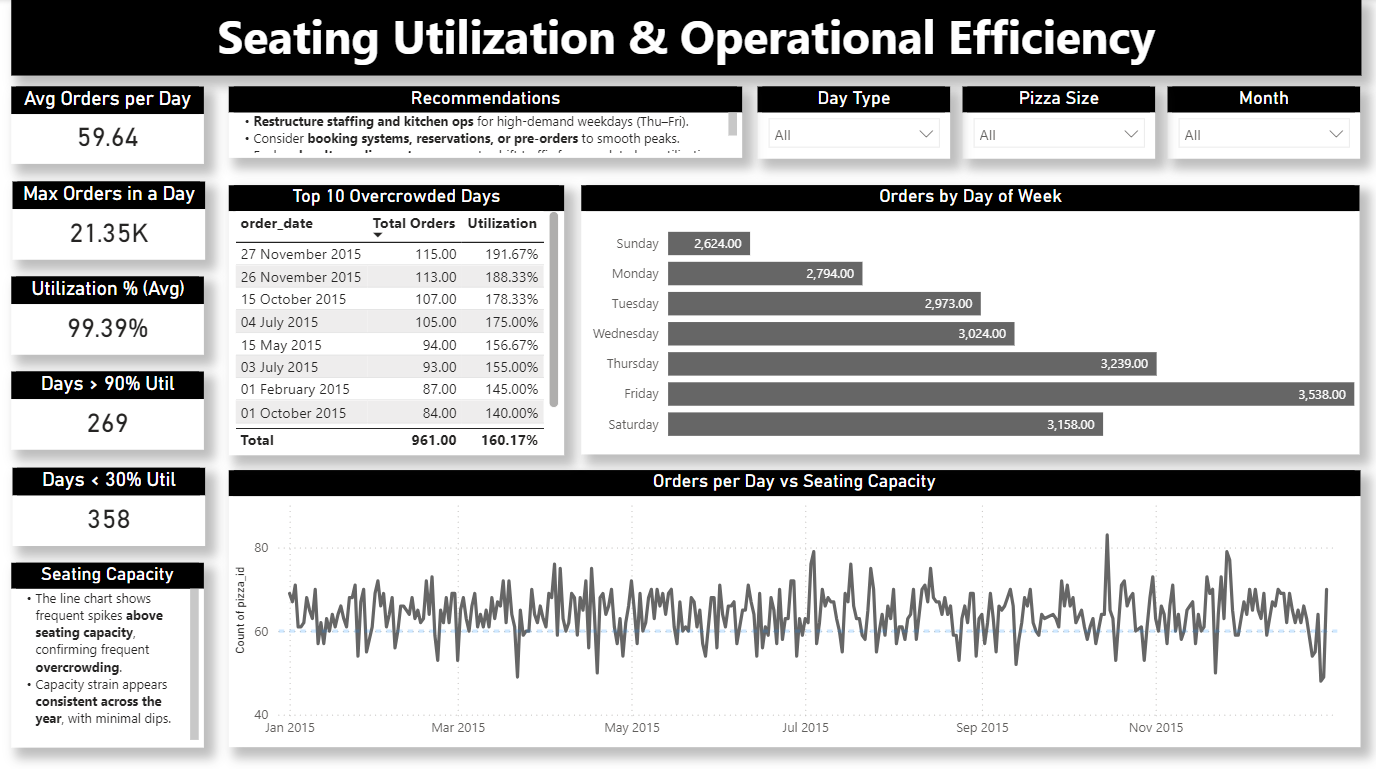 Seating Utilization & Operational Efficiency
Avg Orders per Day
59.64
Recommendations
• Restructure staffing and kitchen ops for high-demand weekdays (Thu–Fri).
• Consider booking systems, reservations, or pre-orders to smooth peaks.
Day Type
All
Pizza Size
All
Month
All
Max Orders in a Day
21.35K
Utilization % (Avg)
99.39%
Days > 90% Util
269
Days < 30% Util
358
Seating Capacity
• The line chart shows
frequent spikes above
seating capacity,
confirming frequent
overcrowding.
• Capacity strain appears
consistent across the
year, with minimal dips.
Top 10 Overcrowded Days
order_date Total Orders Utilization
27 November 2015 115.00 191.67%
26 November 2015 113.00 188.33%
15 October 2015 107.00 178.33%
04 July 2015 105.00 175.00%
15 May 2015 94.00 156.67%
03 July 2015 93.00 155.00%
01 February 2015 87.00 145.00%
01 October 2015 84.00 140.00%
Total 961.00 160.17%
Orders by Day of Week
Sunday 2,624.00
Monday 2,794.00
Tuesday 2,973.00
Wednesday 3,024.00
Thursday 3,239.00
Friday 3,538.00
Saturday 3,158.00
Orders per Day vs Seating Capacity
Count of pizza_id
80
60
40
Jan 2015 Mar 2015 May 2015 Jul 2015 Sep 2015 Nov 2015